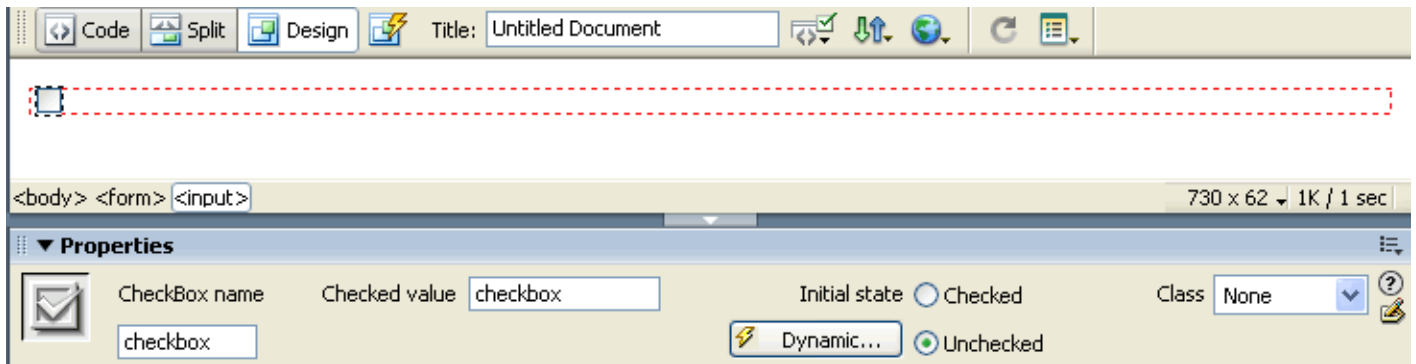 Code Split Design Title: Untitled Document
<body> <form> <input> 730 x 62 1K / 1 sec
Properties
CheckBox name Checked value checkbox Initial state Checked Class None
checkbox Dynamic... Unchecked